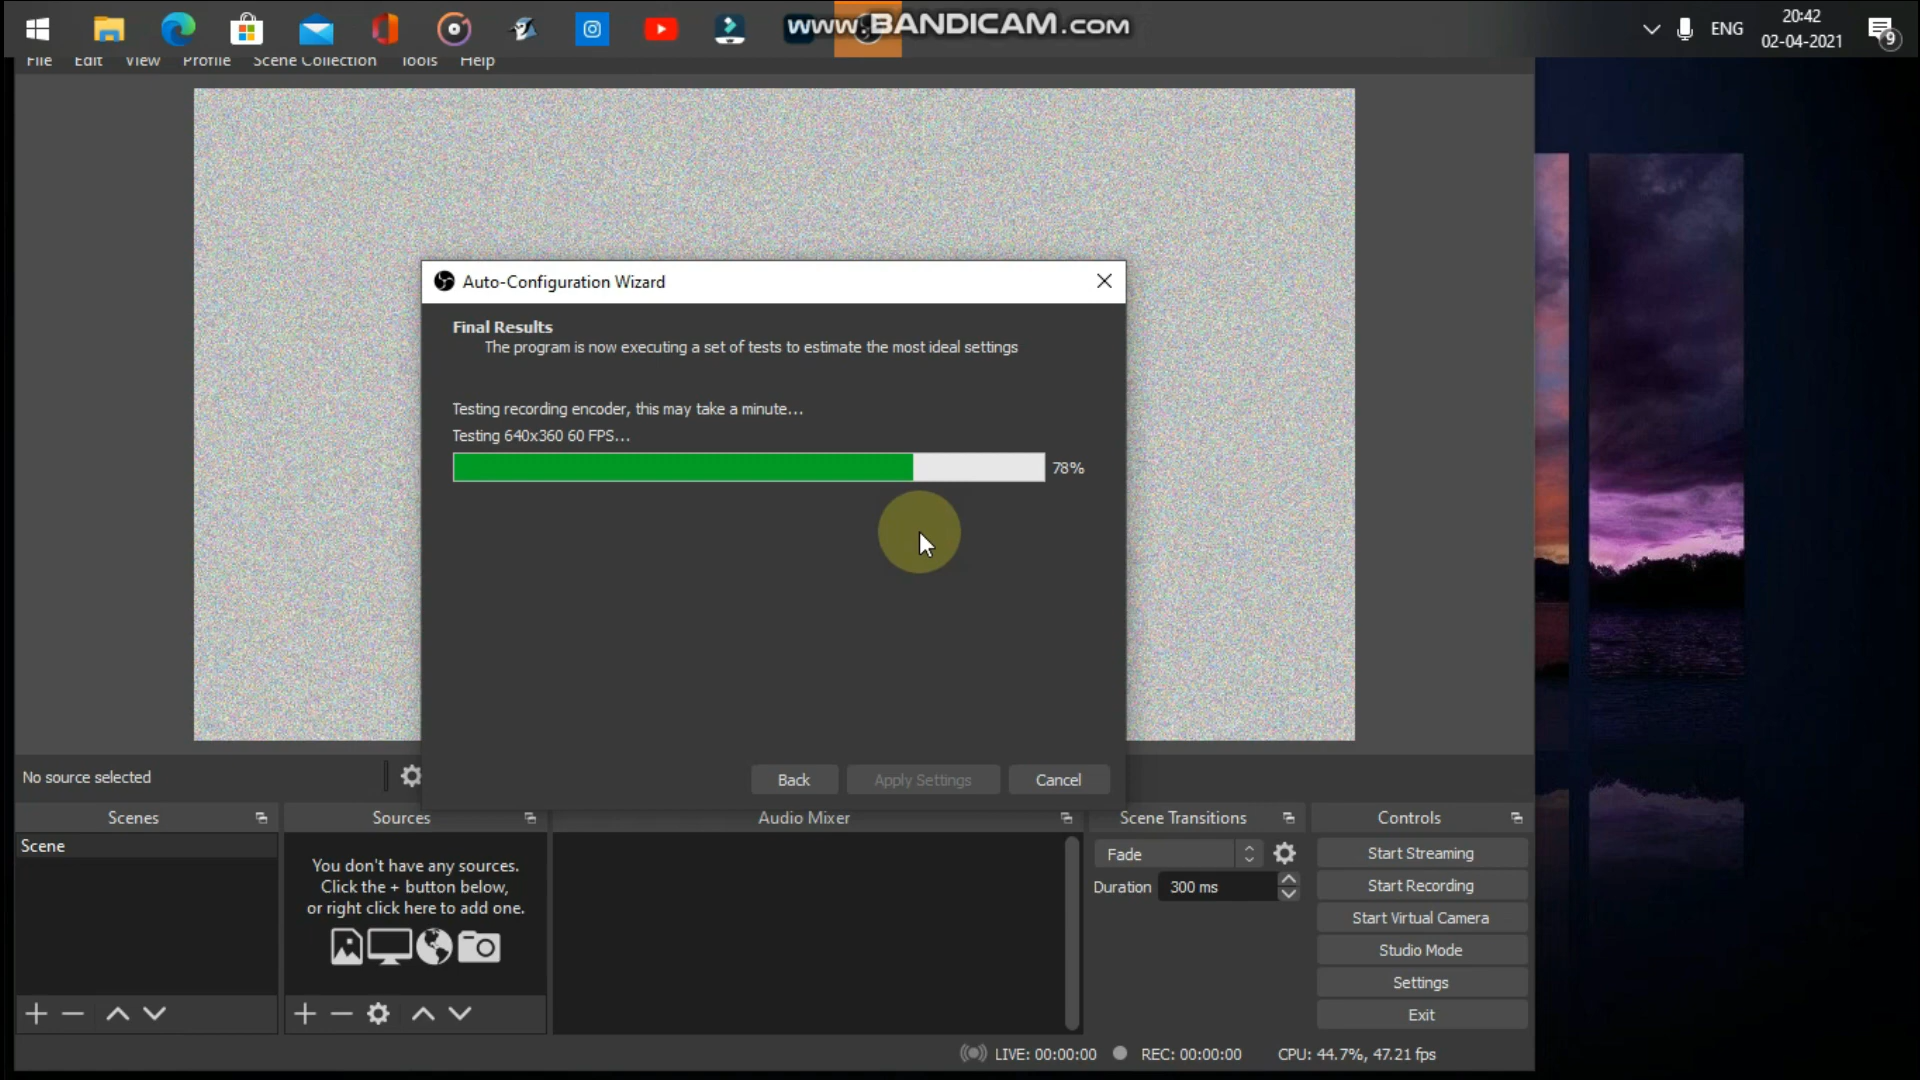 www.BANDICAM.com
ENG
20:42
02-04-2021
9
File Edit View Profile Scene Collection Tools Help
Auto-Configuration Wizard
Final Results
The program is now executing a set of tests to estimate the most ideal settings
Testing recording encoder, this may take a minute...
Testing 640x360 60 FPS...
78%
Back Apply Settings Cancel
No source selected
Scenes
Scene
Sources
You don't have any sources.
Click the + button below,
or right click here to add one.
Audio Mixer
Scene Transitions
Fade
Duration 300 ms
Controls
Start Streaming
Start Recording
Start Virtual Camera
Studio Mode
Settings
Exit
LIVE: 00:00:00 REC: 00:00:00 CPU: 44.7%, 47.21 fps